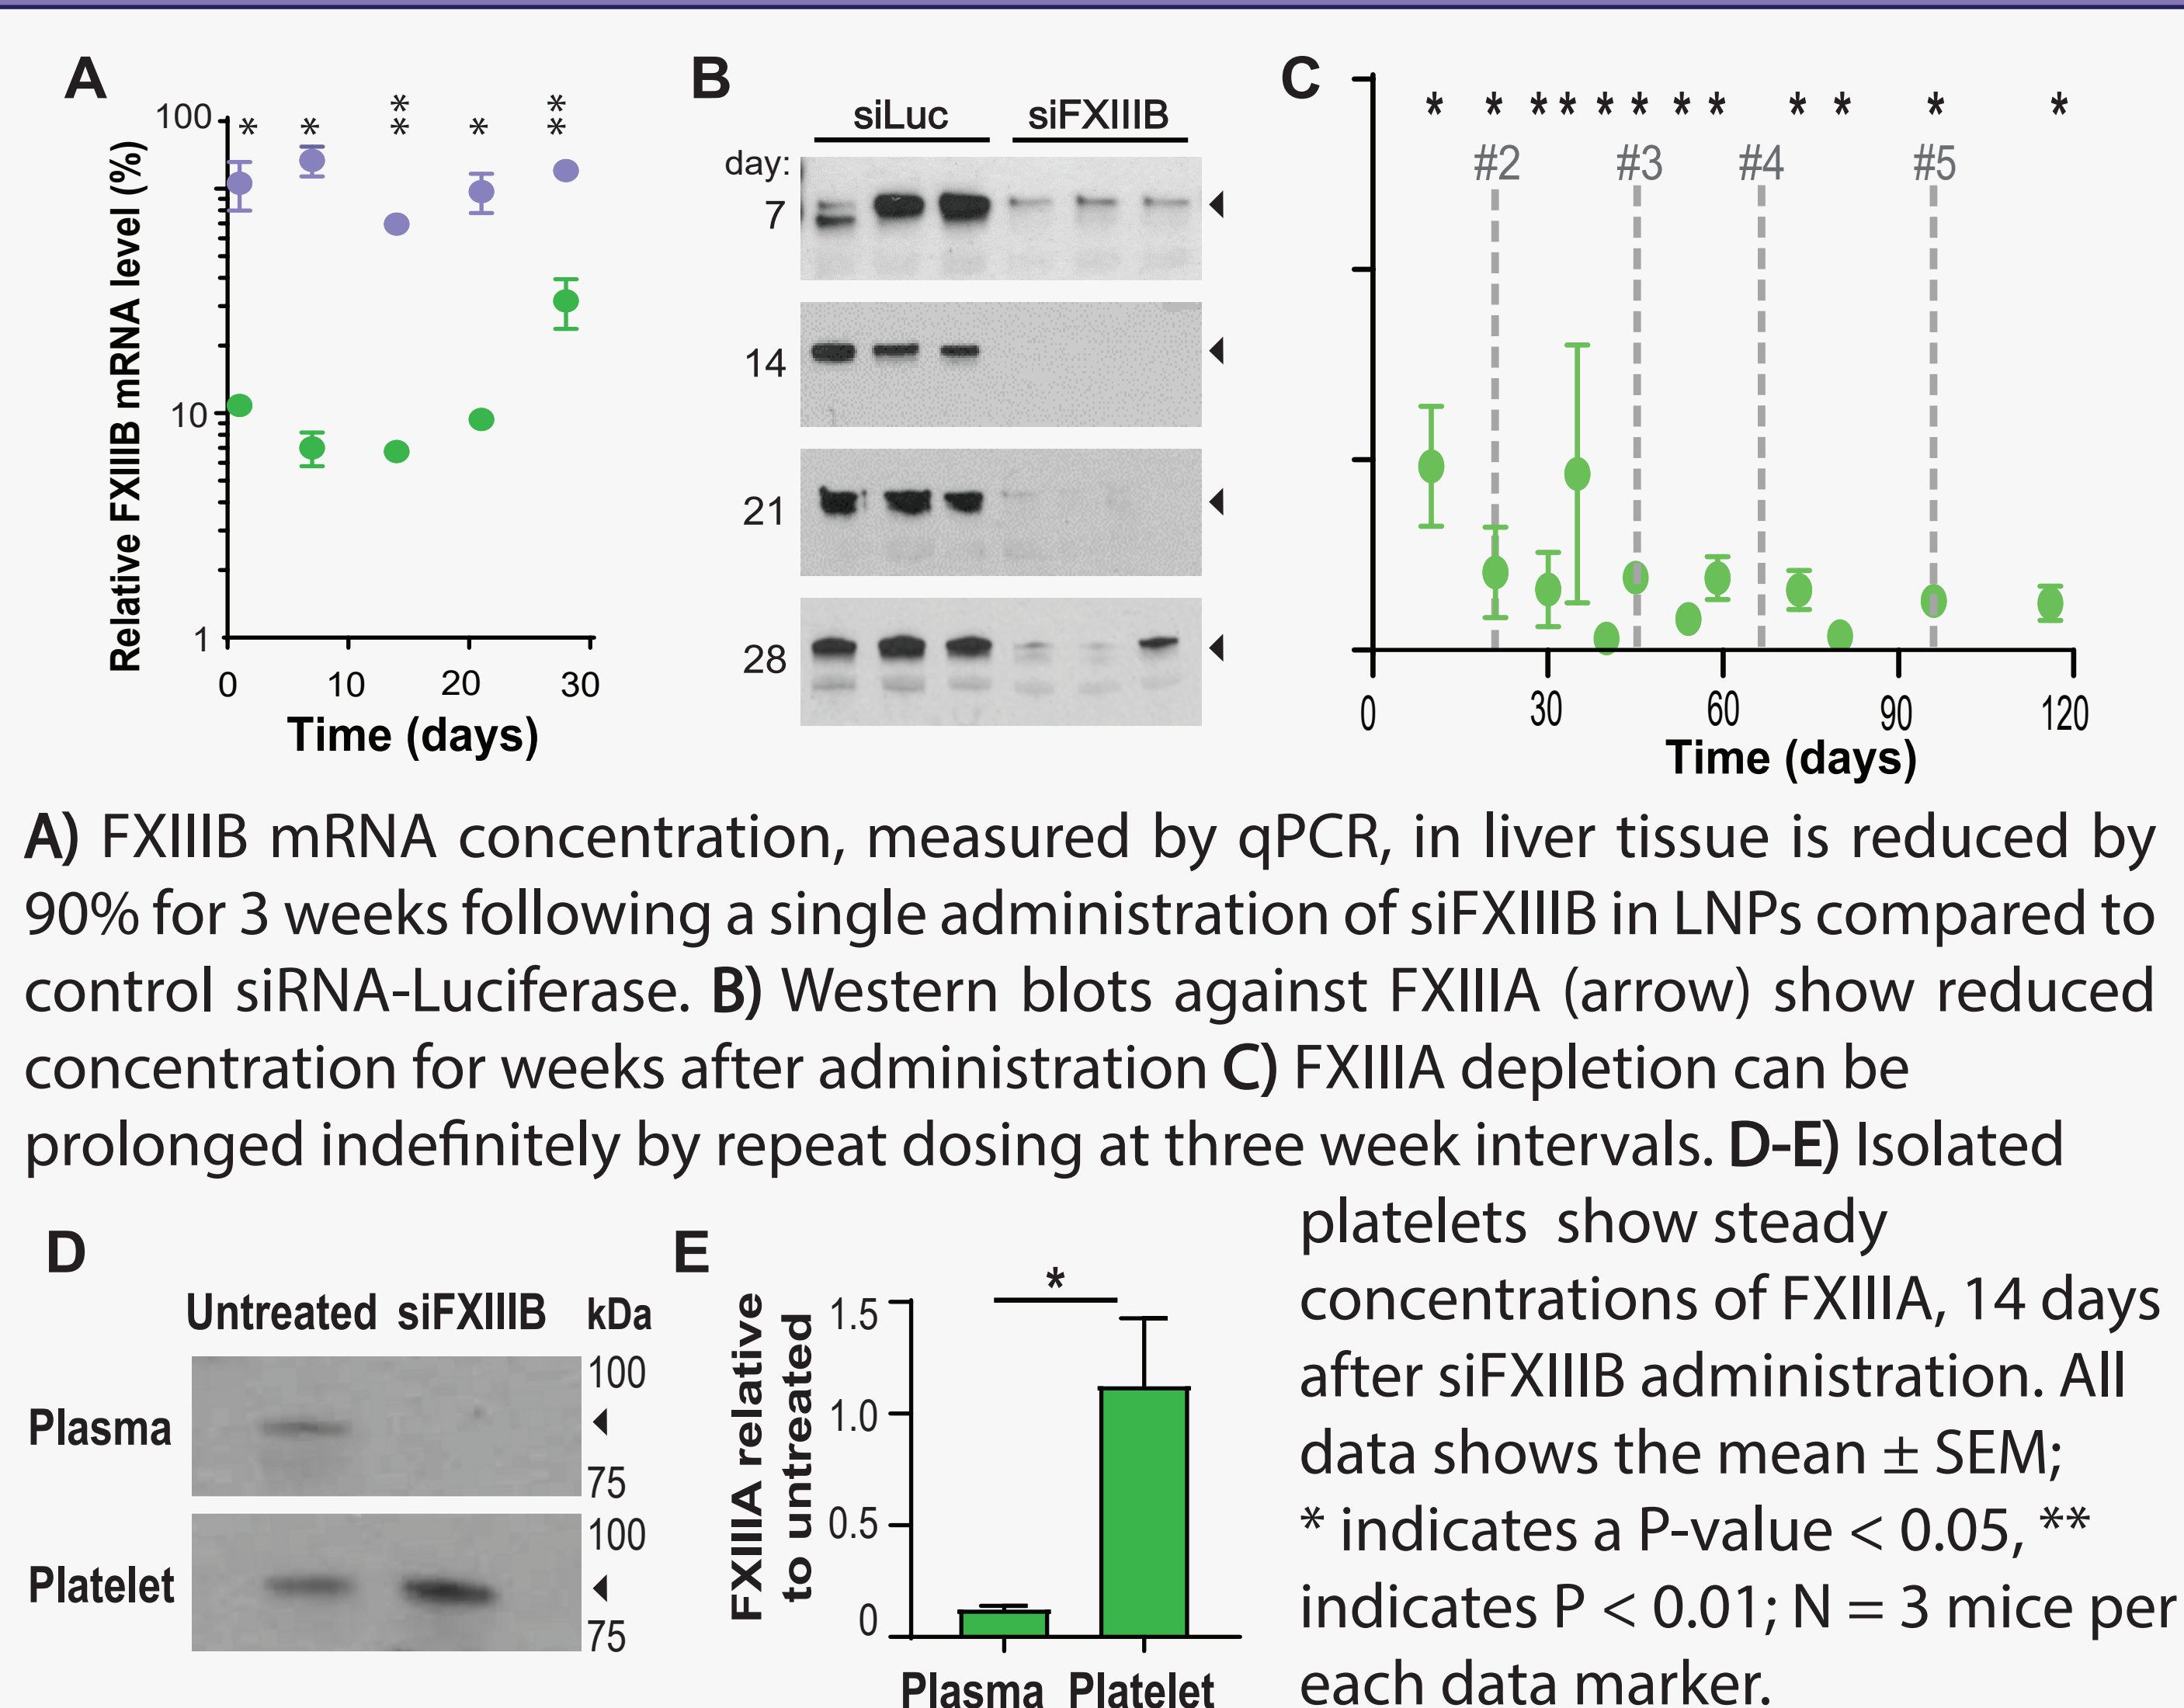 A
100
10
1
Relative FXIIIB mRNA level (%)
* * ** * **
0 10 20 30
Time (days)
B
siLuc siFXIIIB
day:
7
14
21
28
C
* * * * * * * * * * * *
#2 #3 #4 #5
0 30 60 90 120
Time (days)
A) FXIIIB mRNA concentration, measured by qPCR, in liver tissue is reduced by
90% for 3 weeks following a single administration of siFXIIIB in LNPs compared to
control siRNA-Luciferase. B) Western blots against FXIIIA (arrow) show reduced
concentration for weeks after administration C) FXIIIA depletion can be
prolonged indefinitely by repeat dosing at three week intervals. D-E) Isolated
platelets show steady
concentrations of FXIIIA, 14 days
after siFXIIIB administration. All
data shows the mean ± SEM;
* indicates a P-value < 0.05, **
indicates P < 0.01; N = 3 mice per
each data marker.
D
Untreated siFXIIIB kDa
Plasma
100
75
Platelet
100
75
E
FXIIIA relative
to untreated
1.5
1.0
0.5
0
*
Plasma Platelet